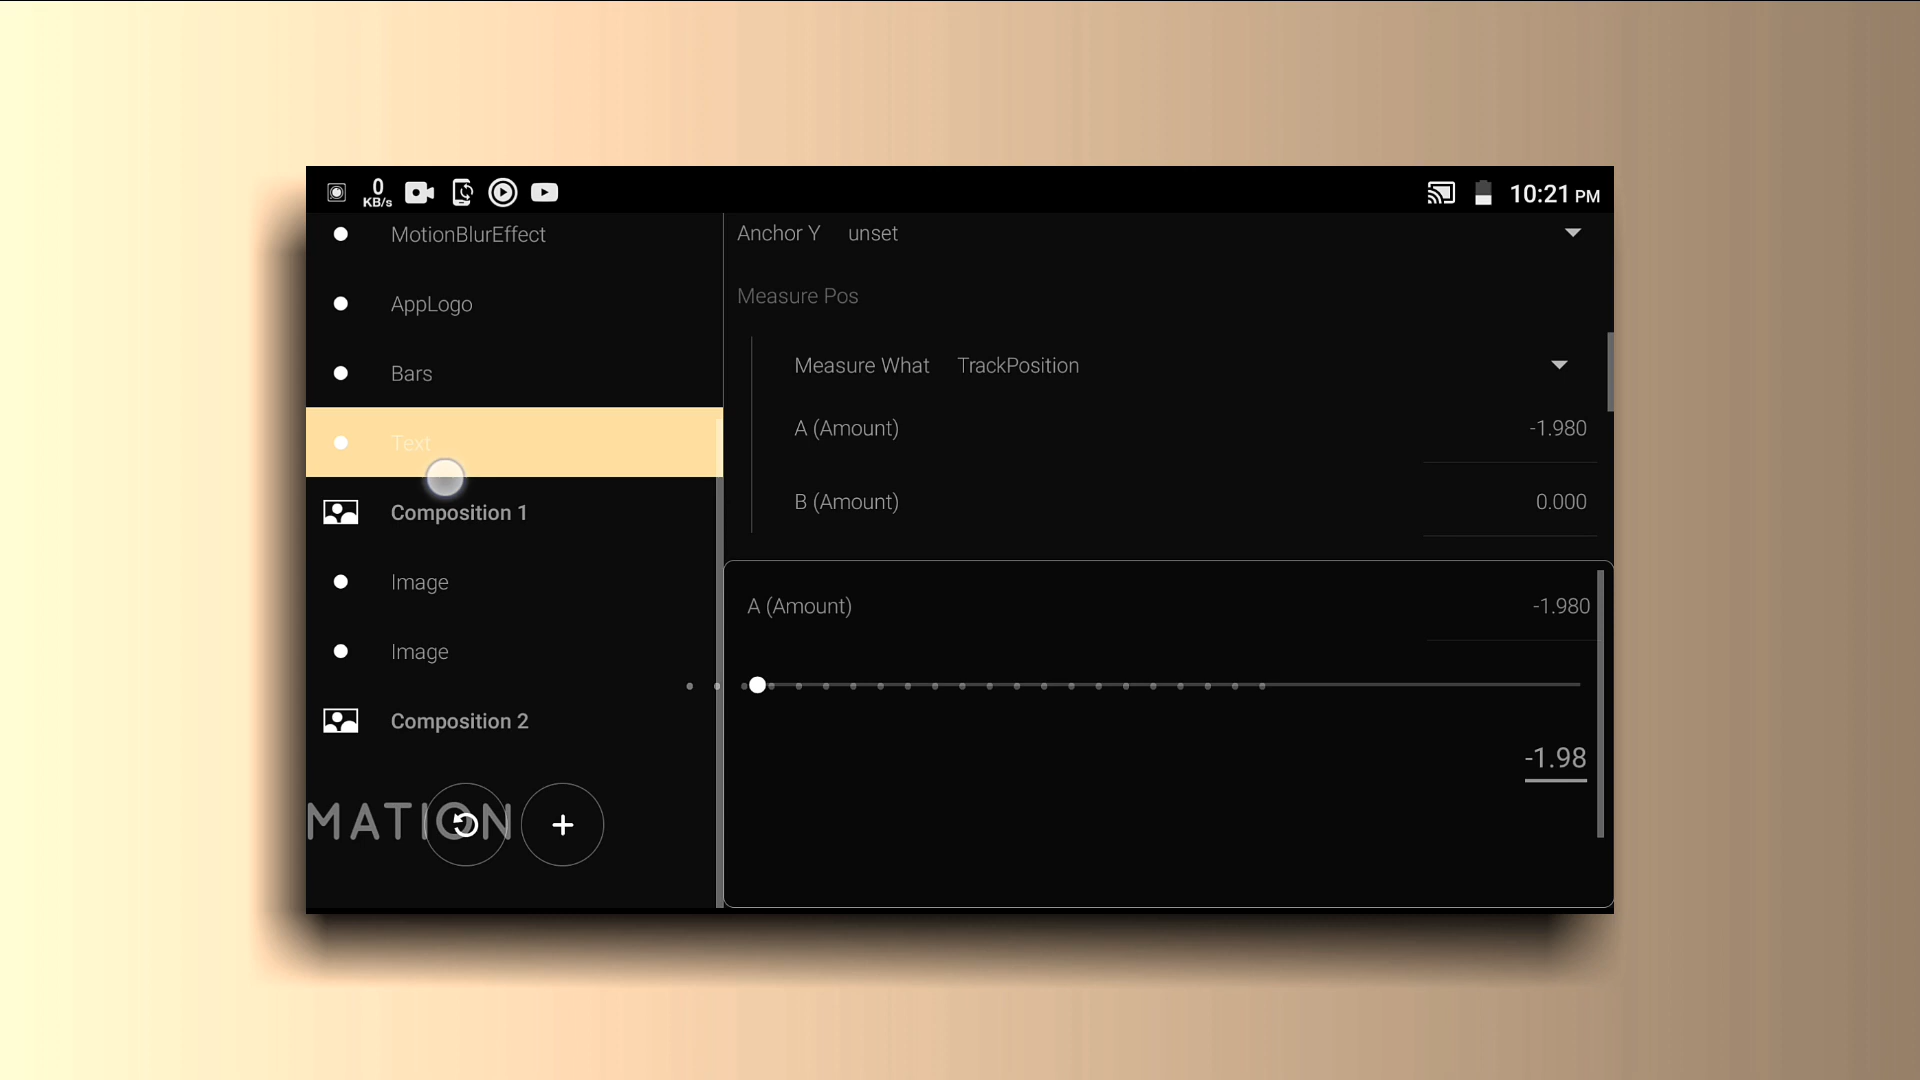 0
KB/s
10:21 PM
MotionBlurEffect
AppLogo
Bars
Text
Composition 1
Image
Image
Composition 2
MATION
Anchor Y unset
Measure Pos
Measure What TrackPosition
A (Amount) -1.980
B (Amount) 0.000
A (Amount) -1.980
-1.98